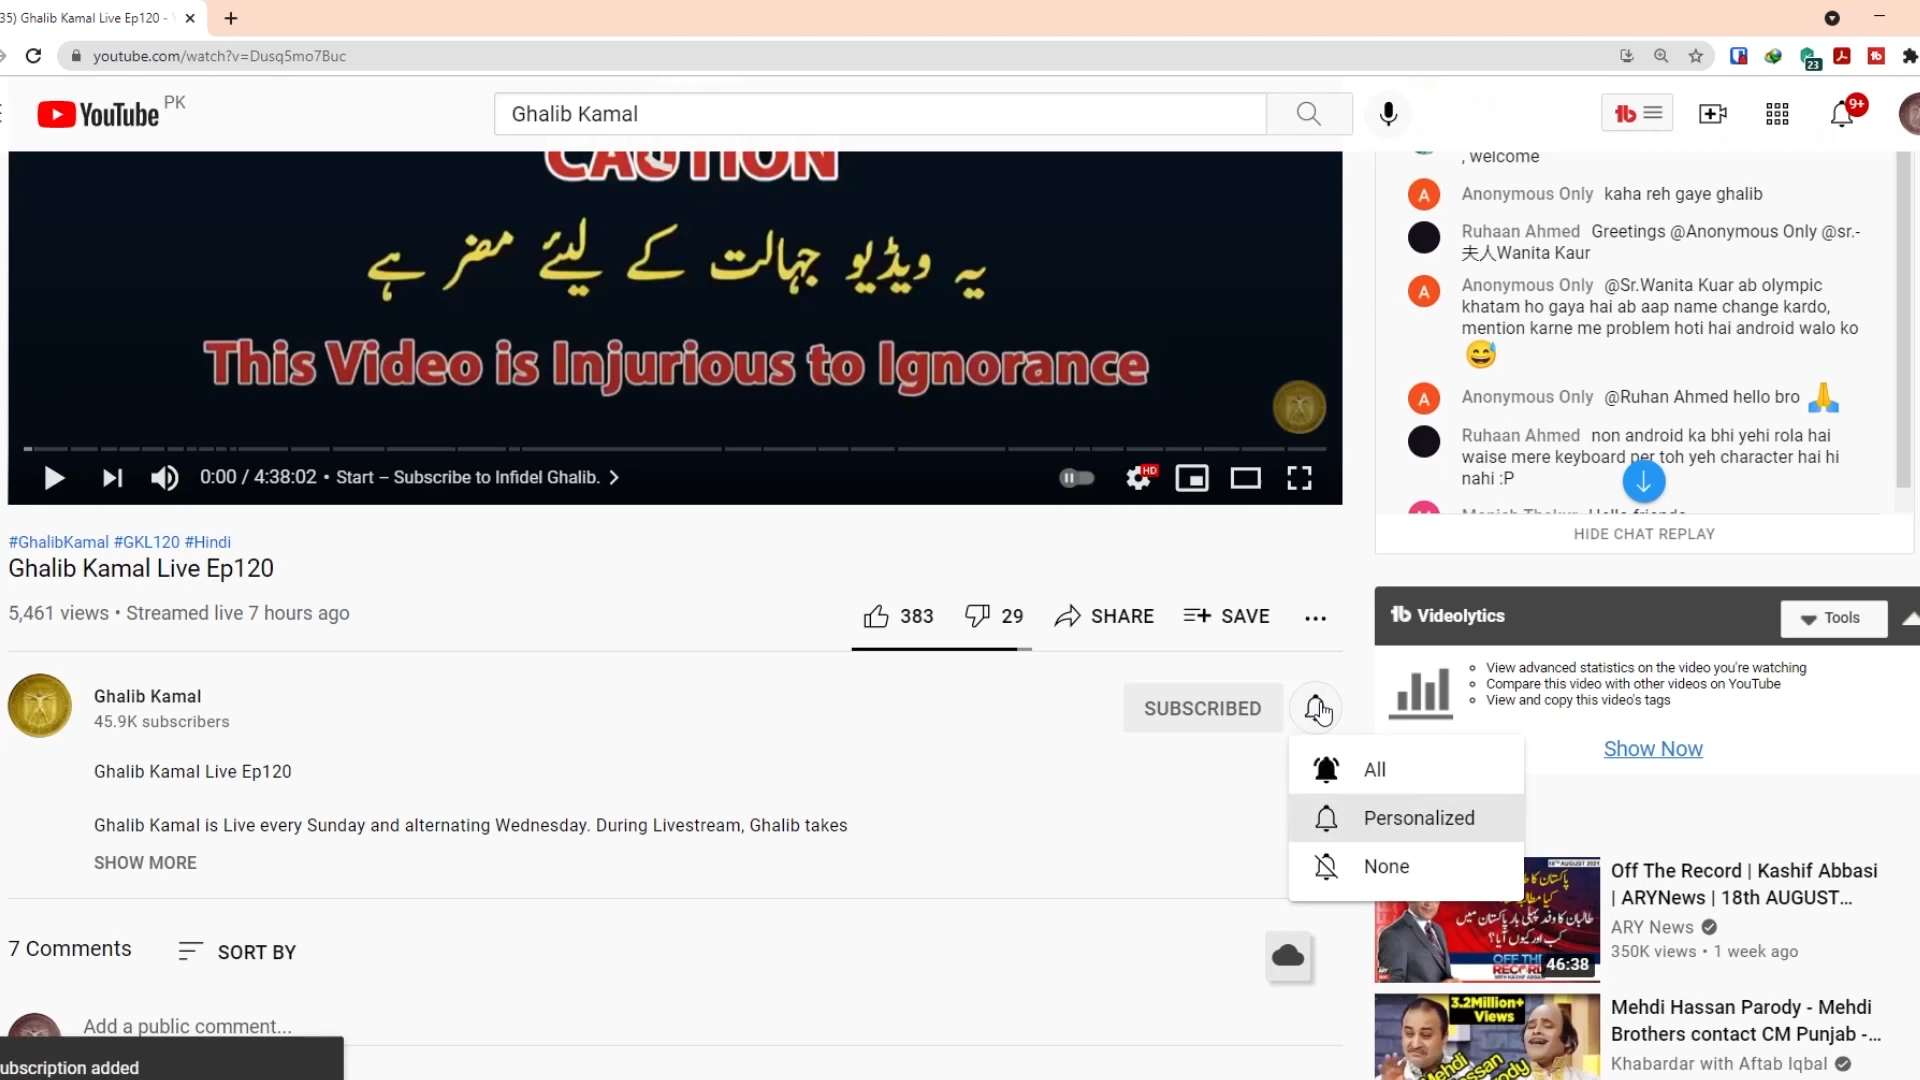 35) Ghalib Kamal Live Ep120 -
youtube.com/watch?v=Dusq5mo7Buc
23
YouTube PK
Ghalib Kamal
9+
CAUTION
یہ ویڈیو جہالت کے لیئے مضر ہے
This Video is Injurious to Ignorance
0:00 / 4:38:02 • Start – Subscribe to Infidel Ghalib.
HD
, welcome
Anonymous Only kaha reh gaye ghalib
Ruhaan Ahmed Greetings @Anonymous Only @sr.-
夫人Wanita Kaur
Anonymous Only @Sr.Wanita Kuar ab olympic
khatam ho gaya hai ab aap name change kardo,
mention karne me problem hoti hai android walo ko
Anonymous Only @Ruhan Ahmed hello bro
Ruhaan Ahmed non android ka bhi yehi rola hai
waise mere keyboard per toh yeh character hai hi
nahi :P
HIDE CHAT REPLAY
#GhalibKamal #GKL120 #Hindi
Ghalib Kamal Live Ep120
5,461 views • Streamed live 7 hours ago
383
29
SHARE
SAVE
Ghalib Kamal
45.9K subscribers
SUBSCRIBED
Ghalib Kamal Live Ep120
Ghalib Kamal is Live every Sunday and alternating Wednesday. During Livestream, Ghalib takes
SHOW MORE
All
Personalized
None
7 Comments
SORT BY
Add a public comment...
ubscription added
Videolytics
Tools
View advanced statistics on the video you're watching
Compare this video with other videos on YouTube
View and copy this video's tags
Show Now
46:38
Off The Record | Kashif Abbasi
| ARYNews | 18th AUGUST...
ARY News
350K views • 1 week ago
3.2Million+
Views
Mehdi
Mehdi Hassan Parody - Mehdi
Brothers contact CM Punjab -...
Khabardar with Aftab Iqbal